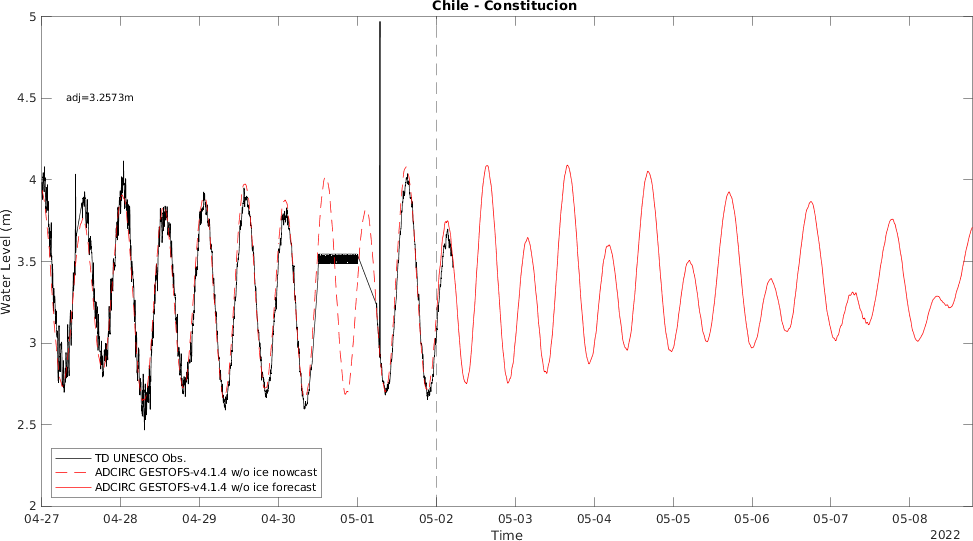 Chile - Constitucion
5
4.5
4
3.5
3
2.5
2
Water Level (m)
adj=3.2573m
TD UNESCO Obs.
ADCIRC GESTOFS-v4.1.4 w/o ice nowcast
ADCIRC GESTOFS-v4.1.4 w/o ice forecast
04-27 04-28 04-29 04-30 05-01 05-02 05-03 05-04 05-05 05-06 05-07 05-08
Time
2022